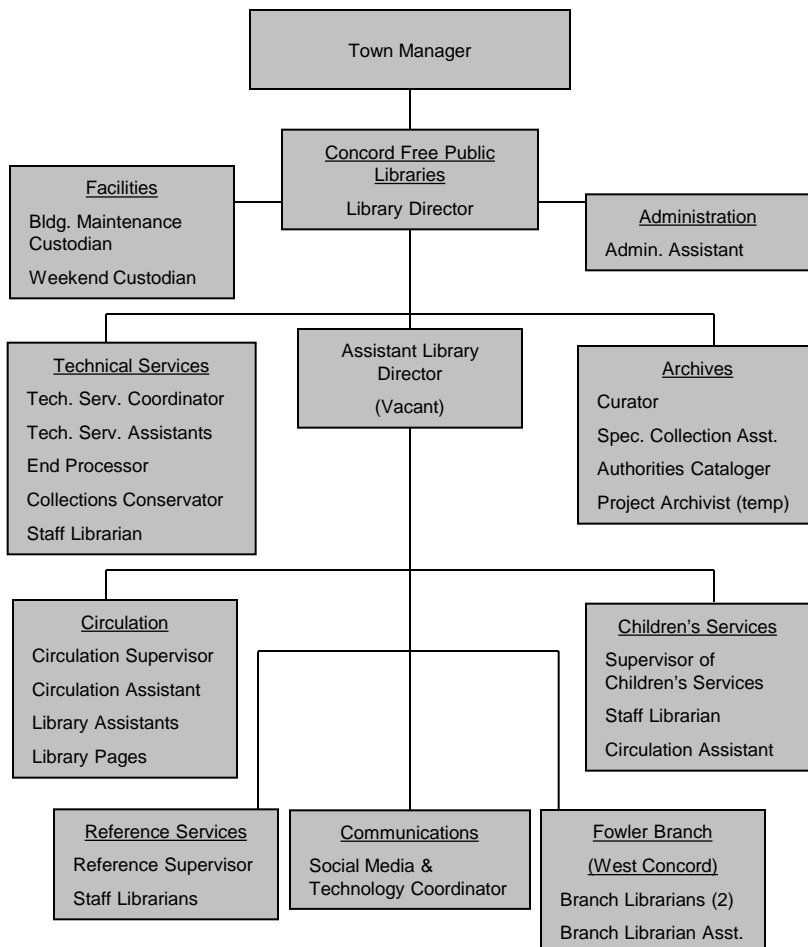 Town Manager
Concord Free Public
Libraries
Library Director
Facilities
Bldg. Maintenance
Custodian
Weekend Custodian
Administration
Admin. Assistant
Technical Services
Tech. Serv. Coordinator
Tech. Serv. Assistants
End Processor
Collections Conservator
Staff Librarian
Assistant Library
Director
(Vacant)
Archives
Curator
Spec. Collection Asst.
Authorities Cataloger
Project Archivist (temp)
Circulation
Circulation Supervisor
Circulation Assistant
Library Assistants
Library Pages
Children’s Services
Supervisor of
Children’s Services
Staff Librarian
Circulation Assistant
Reference Services
Reference Supervisor
Staff Librarians
Communications
Social Media &
Technology Coordinator
Fowler Branch
(West Concord)
Branch Librarians (2)
Branch Librarian Asst.